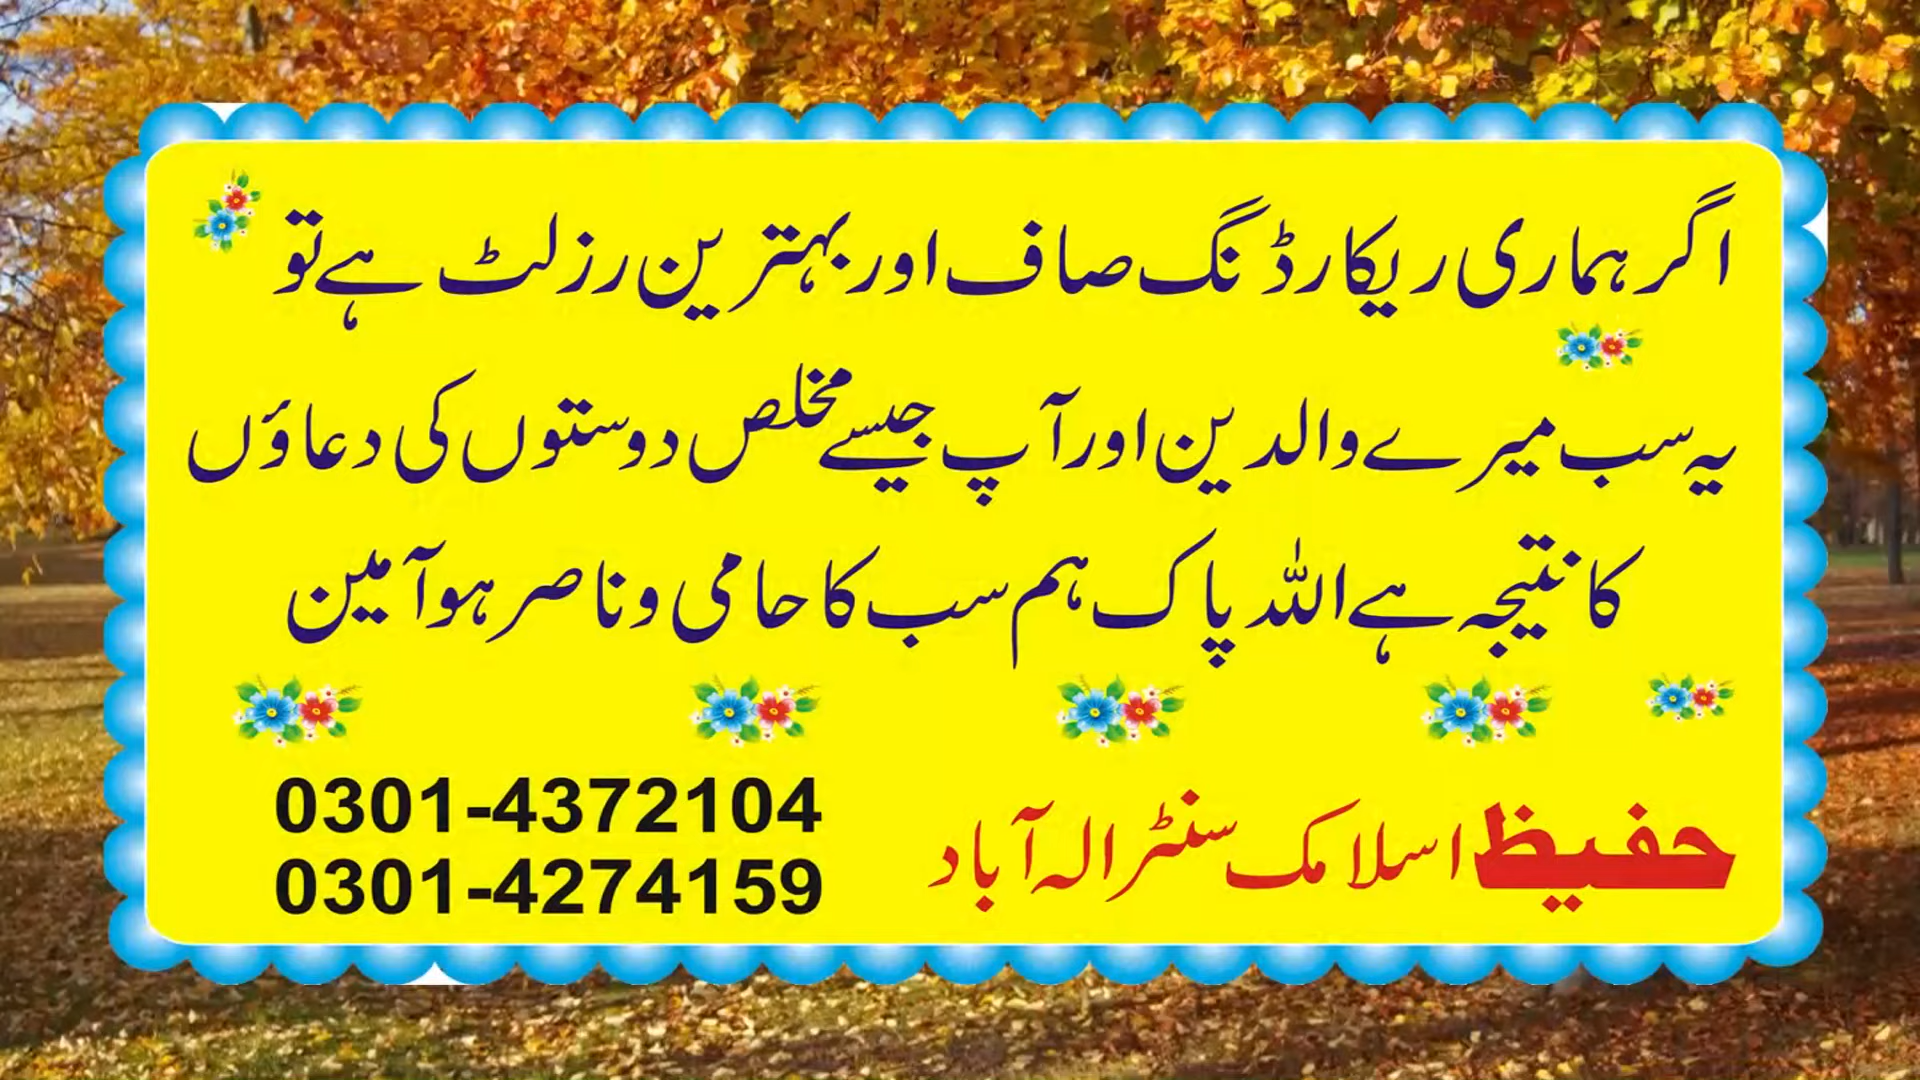 اگر ہماری ریکارڈنگ صاف اور بہترین رزلٹ ہے تو
یہ سب میرے والدین اور آپ جیسے مخلص دوستوں کی دعاؤں
کا نتیجہ ہے اللہ پاک ہم سب کا حامی و ناصر ہو آمین
حفیظ اسلامک سنٹر الہ آباد
0301-4372104
0301-4274159